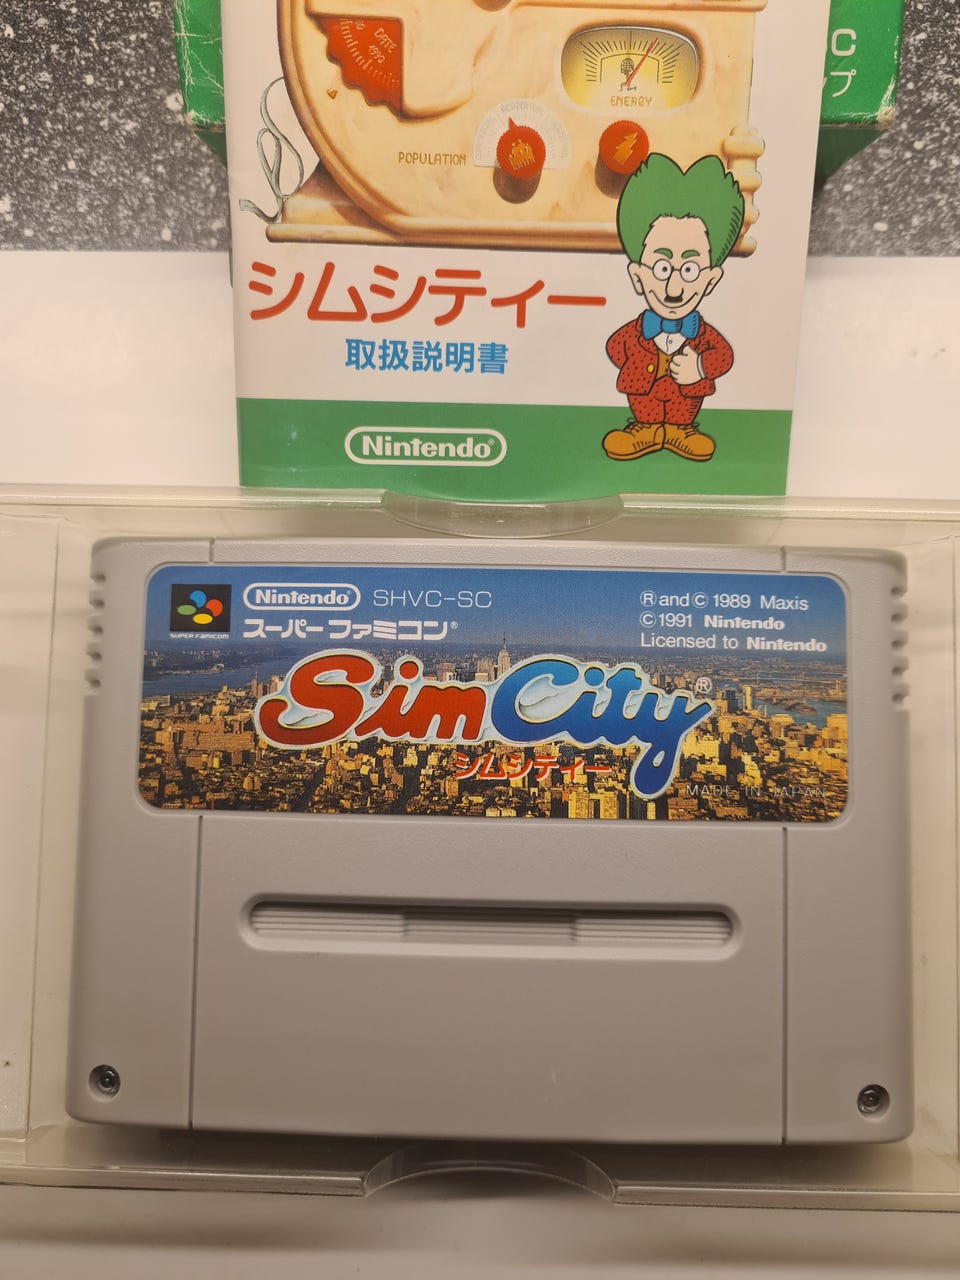 C
プ
DATE
1990
ENERGY
POPULATION
シムシティー
取扱説明書
Nintendo®
Nintendo SHVC-SC
スーパーファミコン®
SUPER FAMICOM
® and © 1989 Maxis
© 1991 Nintendo
Licensed to Nintendo
SimCity®
シムシティー
MADE IN JAPAN